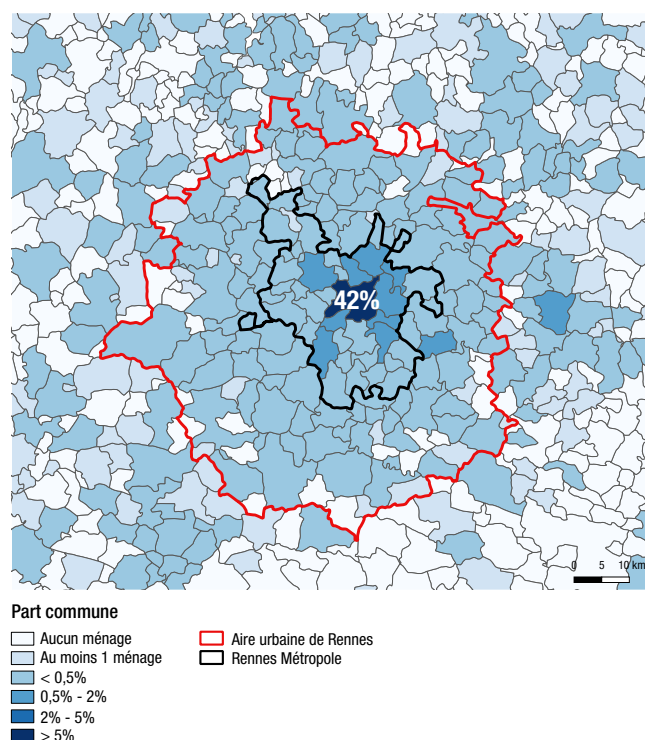 42%
0 5 10 km
Part commune
Aucun ménage
Au moins 1 ménage
< 0,5%
0,5% - 2%
2% - 5%
> 5%
Aire urbaine de Rennes
Rennes Métropole